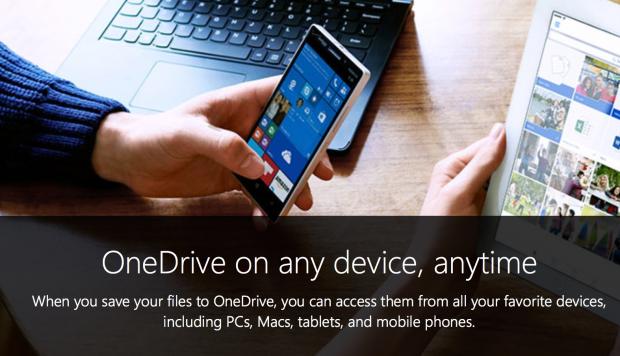 OneDrive on any device, anytime
When you save your files to OneDrive, you can access them from all your favorite devices,
including PCs, Macs, tablets, and mobile phones.